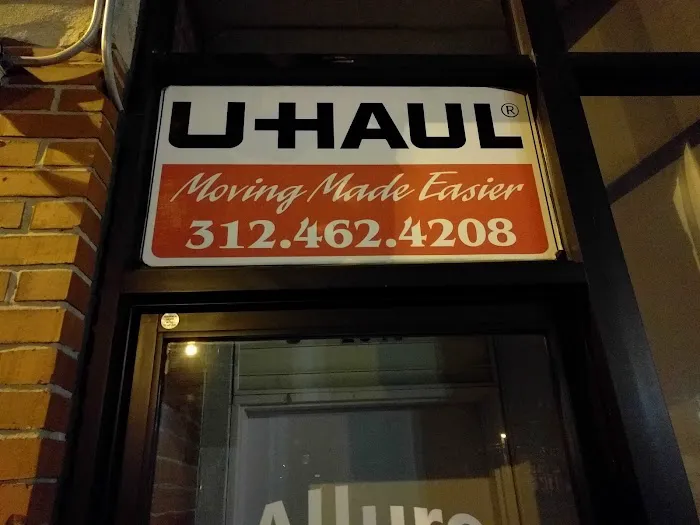 U-HAUL®
Moving Made Easier
312.462.4208
Allure